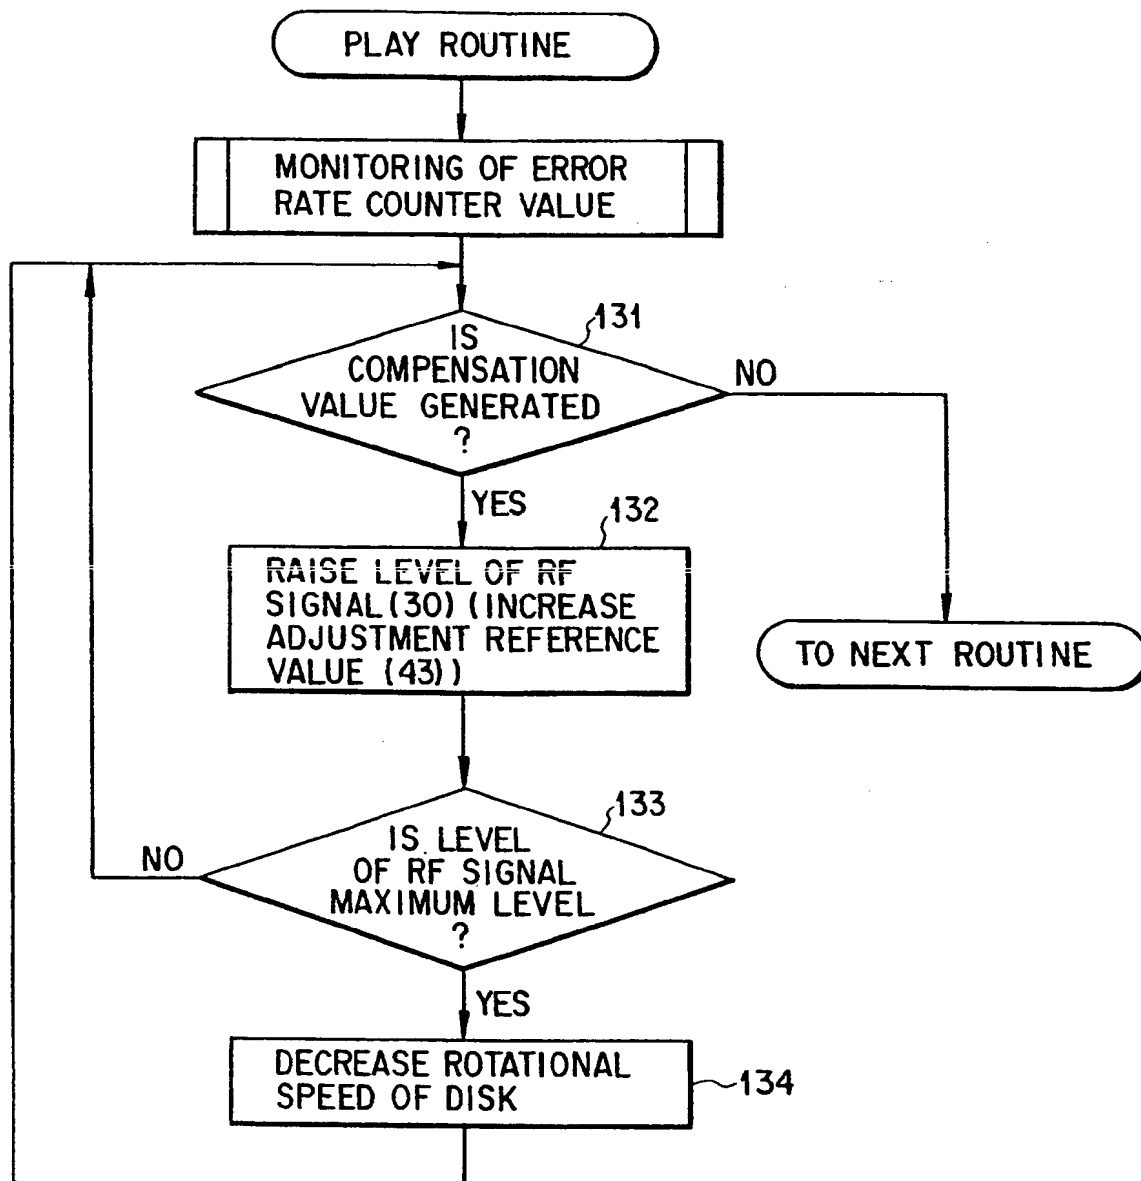 PLAY ROUTINE
MONITORING OF ERROR
RATE COUNTER VALUE
131
IS
COMPENSATION
VALUE GENERATED
?
NO
YES
132
RAISE LEVEL OF RF
SIGNAL(30)(INCREASE
ADJUSTMENT REFERENCE
VALUE (43))
TO NEXT ROUTINE
133
IS LEVEL
OF RF SIGNAL
MAXIMUM LEVEL
?
NO
YES
DECREASE ROTATIONAL
SPEED OF DISK
134